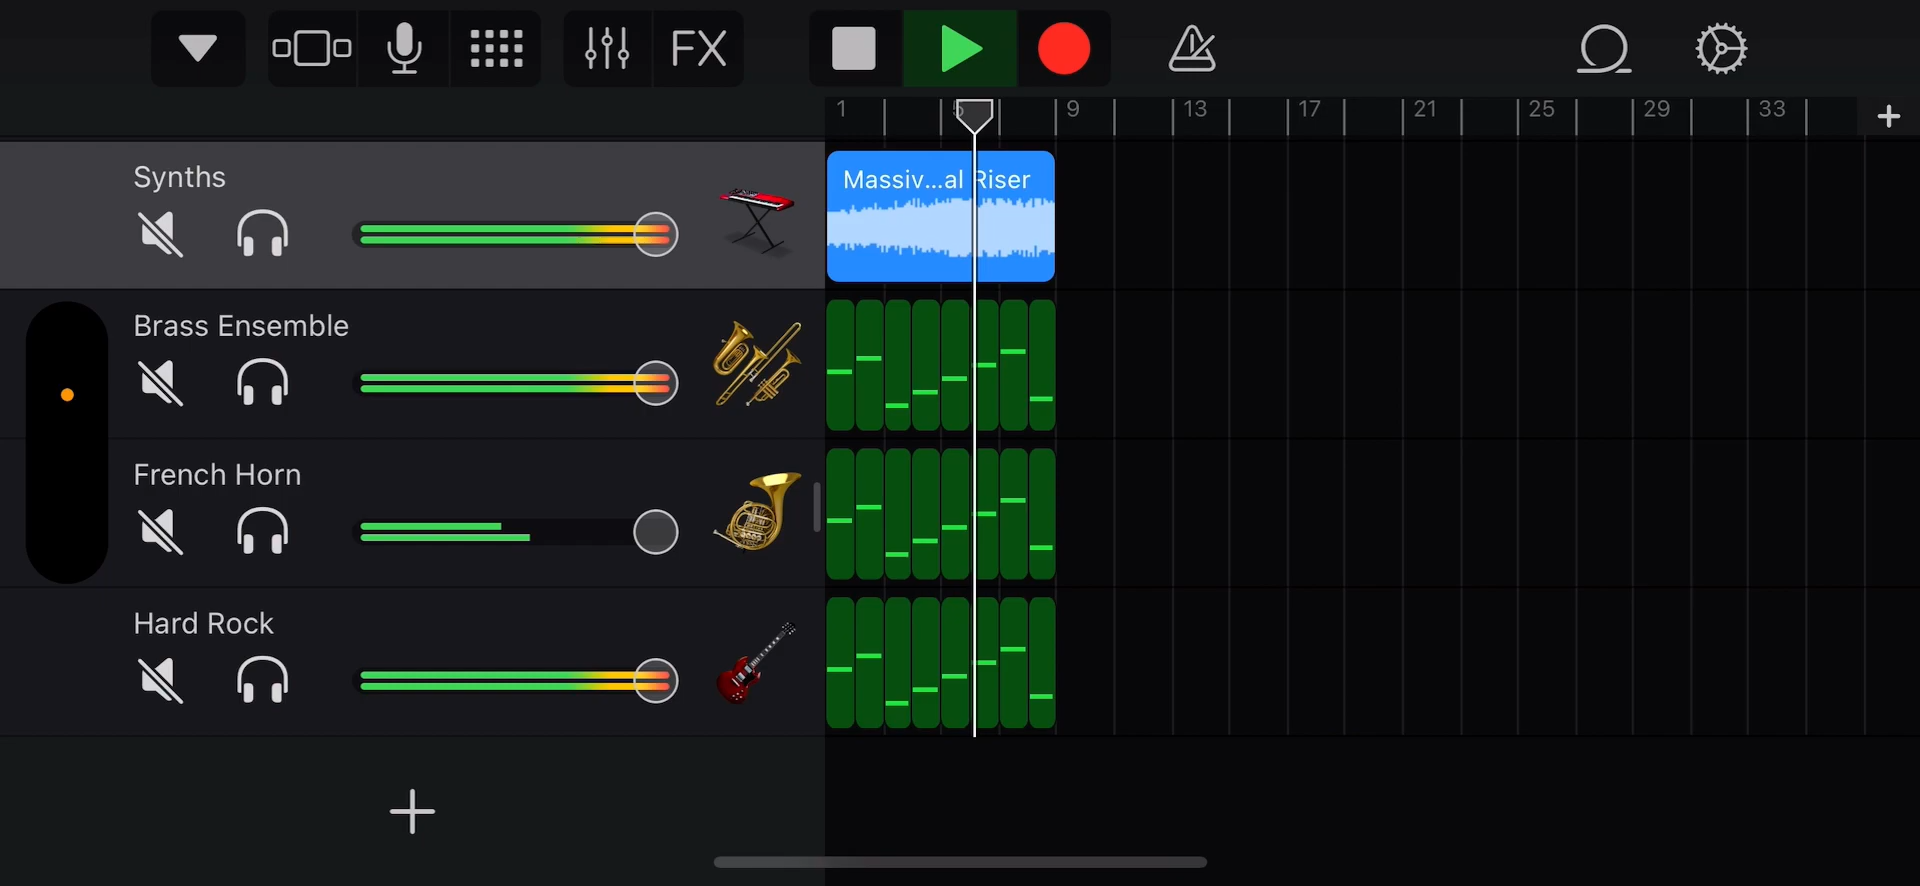 FX
1 5 9 13 17 21 25 29 33
Synths
Massiv...al Riser
Brass Ensemble
French Horn
Hard Rock